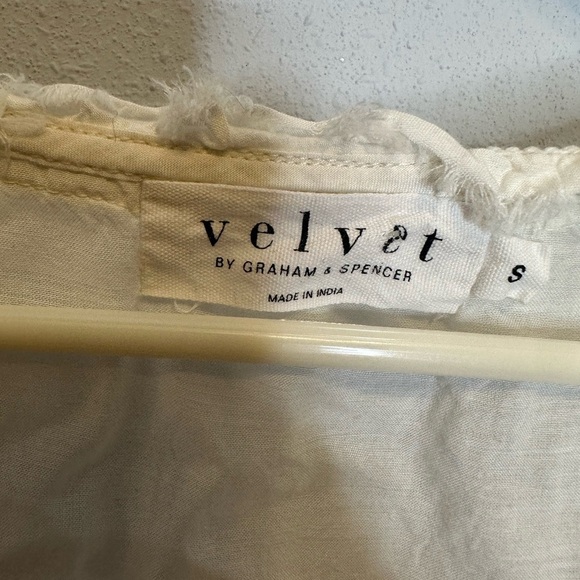 velvet
BY GRAHAM & SPENCER
MADE IN INDIA
S